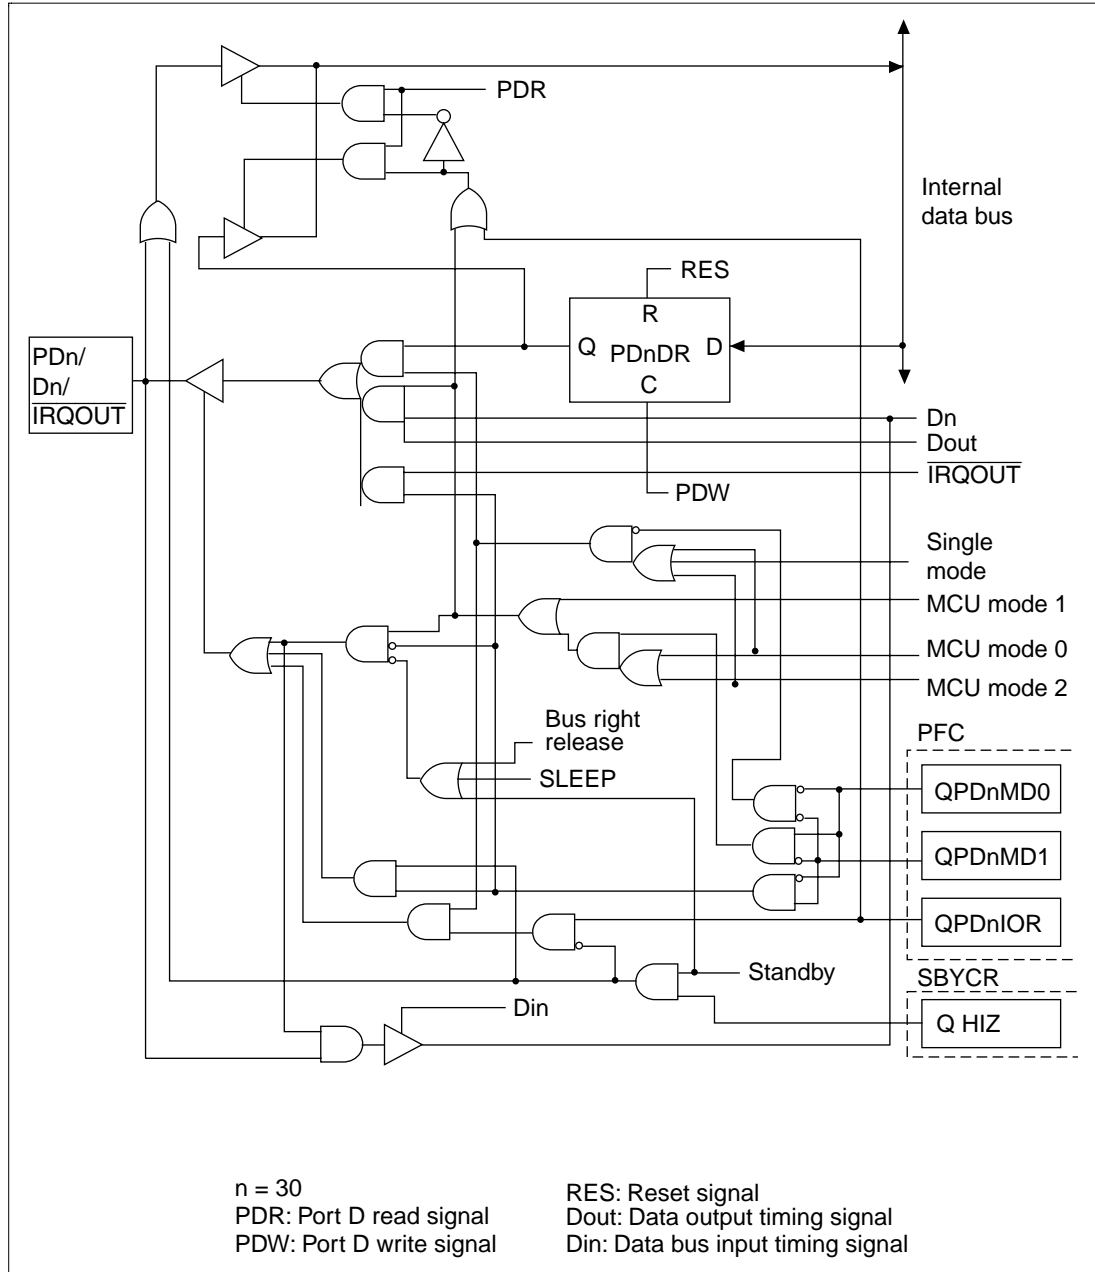 PDR
Internal
data bus
RES
R
Q PDnDR D
C
PDn/
Dn/
IRQOUT
Dn
Dout
IRQOUT
PDW
Single
mode
MCU mode 1
MCU mode 0
MCU mode 2
Bus right
release
SLEEP
PFC
QPDnMD0
QPDnMD1
QPDnIOR
Standby
SBYCR
Q HIZ
Din
n = 30
PDR: Port D read signal
PDW: Port D write signal
RES: Reset signal
Dout: Data output timing signal
Din: Data bus input timing signal